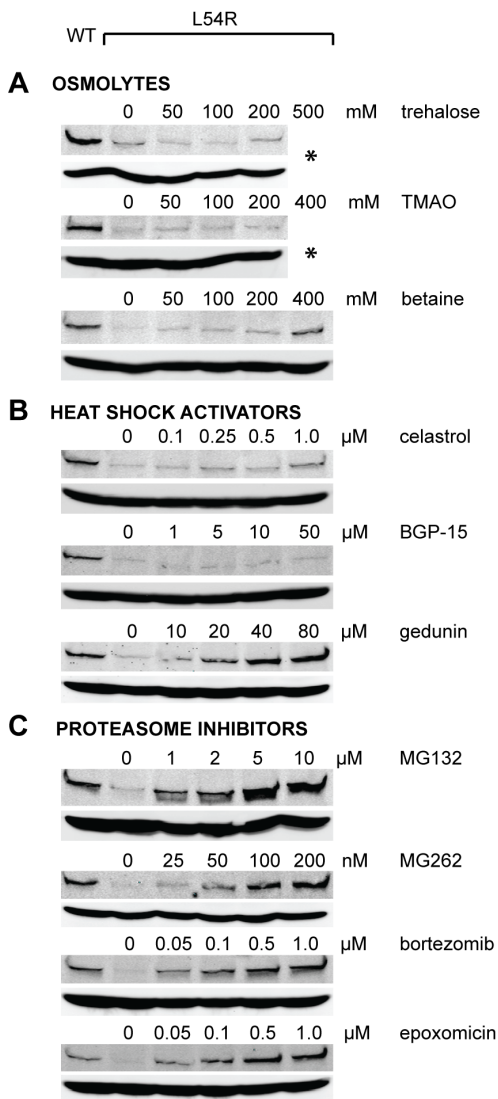 L54R
WT
A OSMOLYTES
0 50 100 200 500 mM trehalose
*
0 50 100 200 400 mM TMAO
*
0 50 100 200 400 mM betaine
B HEAT SHOCK ACTIVATORS
0 0.1 0.25 0.5 1.0 µM celastrol
0 1 5 10 50 µM BGP-15
0 10 20 40 80 µM gedunin
C PROTEASOME INHIBITORS
0 1 2 5 10 µM MG132
0 25 50 100 200 nM MG262
0 0.05 0.1 0.5 1.0 µM bortezomib
0 0.05 0.1 0.5 1.0 µM epoxomicin